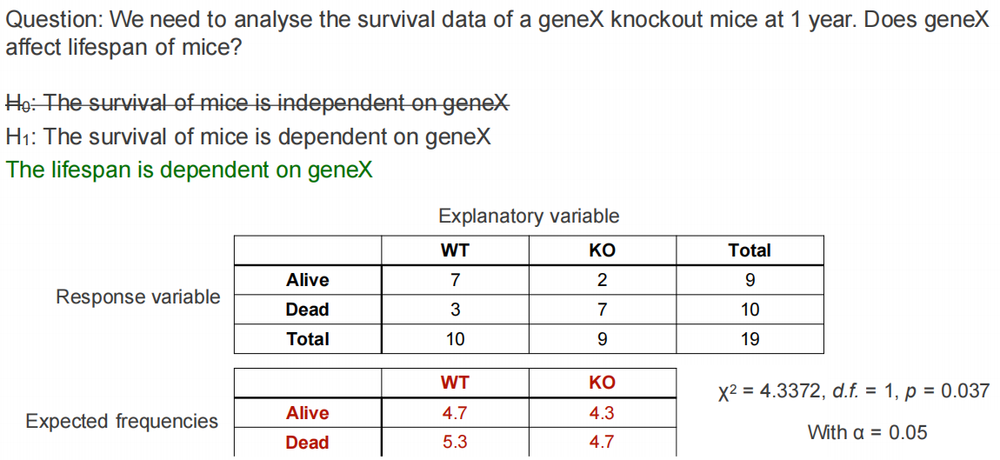 Question: We need to analyse the survival data of a geneX knockout mice at 1 year. Does geneX
affect lifespan of mice?
H₀: The survival of mice is independent on geneX
H₁: The survival of mice is dependent on geneX
The lifespan is dependent on geneX
Explanatory variable
WT KO Total
Response variable
Alive 7 2 9
Dead 3 7 10
Total 10 9 19
Expected frequencies
WT KO
Alive 4.7 4.3
Dead 5.3 4.7
χ2 = 4.3372, d.f. = 1, p = 0.037
With α = 0.05